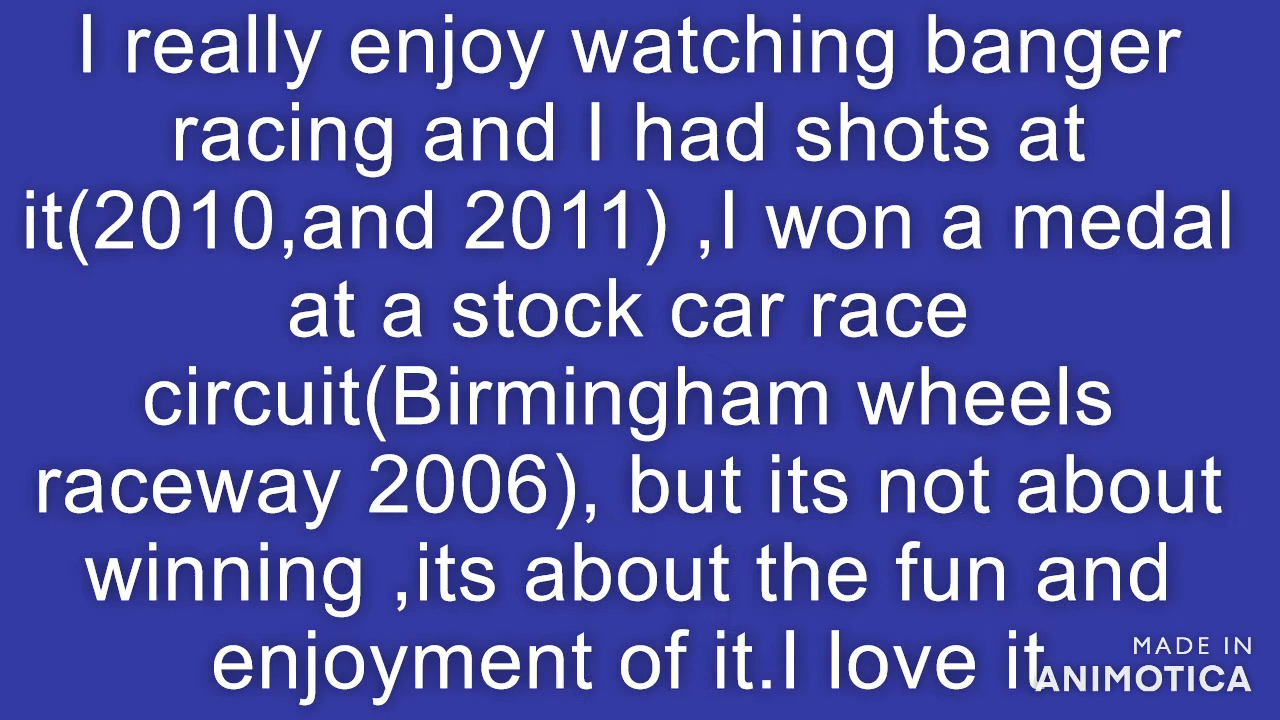 I really enjoy watching banger
racing and I had shots at
it(2010,and 2011) ,I won a medal
at a stock car race
circuit(Birmingham wheels
raceway 2006), but its not about
winning ,its about the fun and
enjoyment of it.I love it
MADE IN
ANIMOTICA